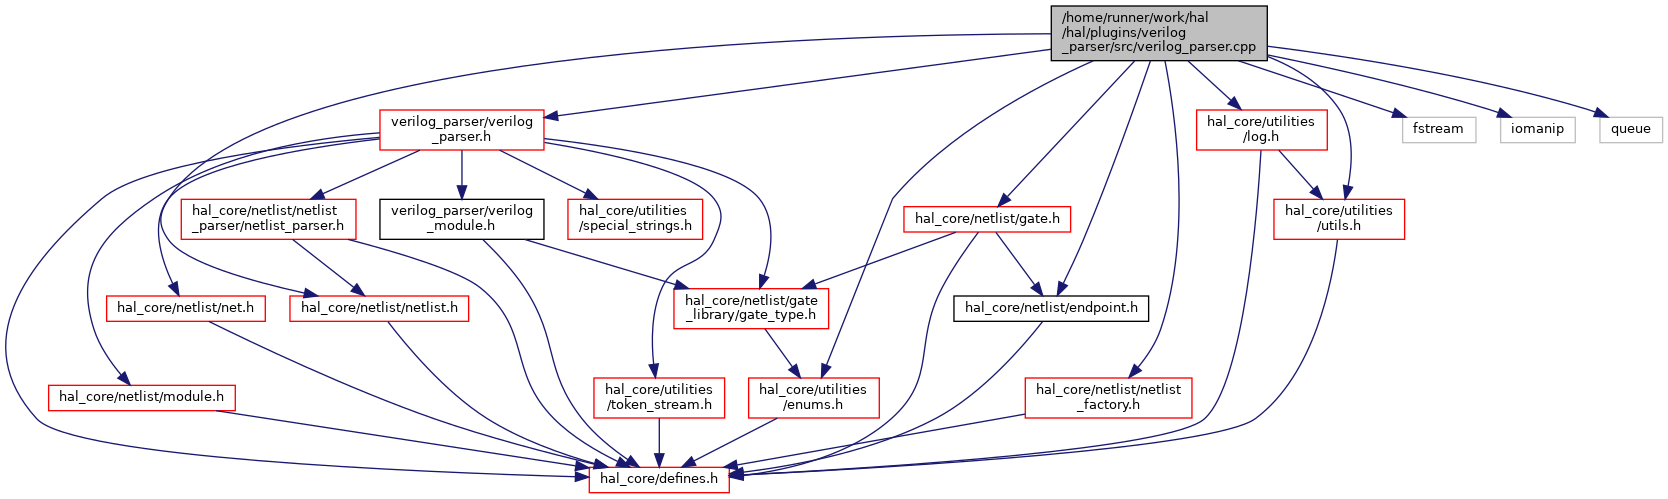 /home/runner/work/hal
/hal/plugins/verilog
_parser/src/verilog_parser.cpp
verilog_parser/verilog
_parser.h
hal_core/utilities
/log.h
fstream
iomanip
queue
hal_core/netlist/netlist
_parser/netlist_parser.h
verilog_parser/verilog
_module.h
hal_core/utilities
/special_strings.h
hal_core/netlist/gate.h
hal_core/utilities
/utils.h
hal_core/netlist/net.h
hal_core/netlist/netlist.h
hal_core/netlist/gate
_library/gate_type.h
hal_core/netlist/endpoint.h
hal_core/netlist/module.h
hal_core/utilities
/token_stream.h
hal_core/utilities
/enums.h
hal_core/netlist/netlist
_factory.h
hal_core/defines.h